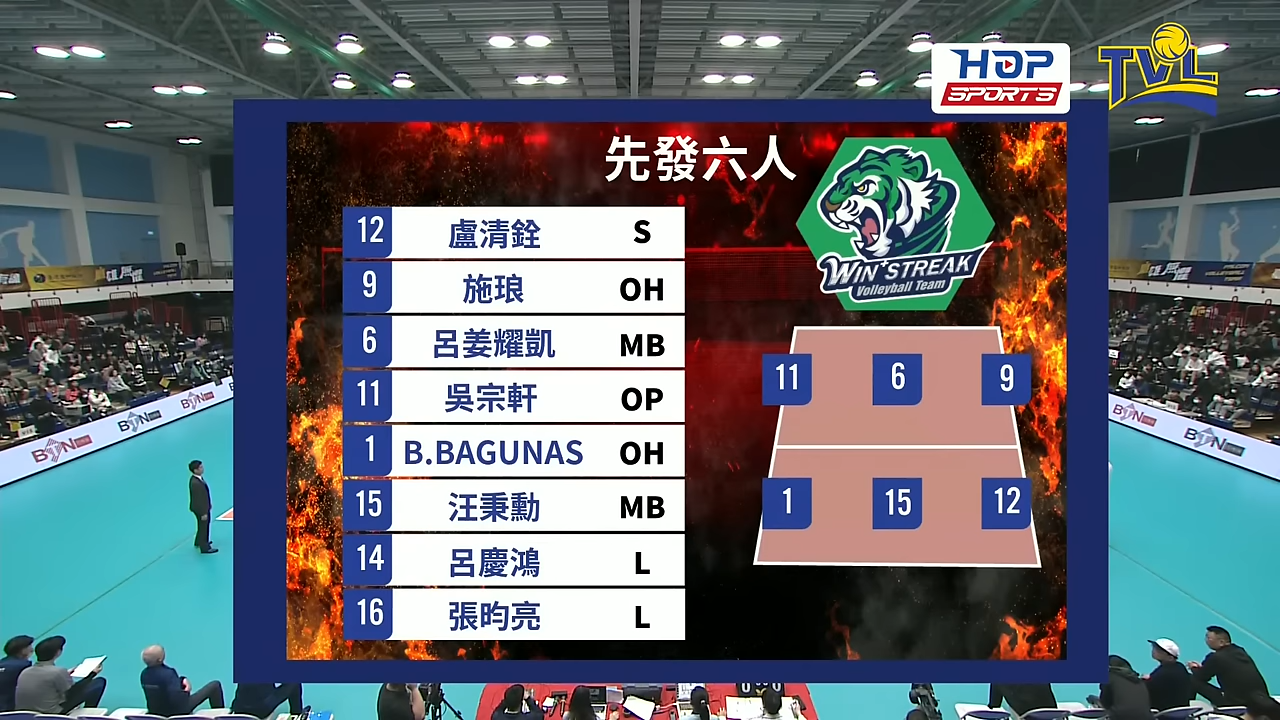 HOP
SPORTS
TVL
先發六人
WIN STREAK
Volleyball Team
12 盧清銓 S
9 施琅 OH
6 呂姜耀凱 MB
11 吳宗軒 OP
1 B.BAGUNAS OH
15 汪秉勳 MB
14 呂慶鴻 L
16 張昀亮 L
11 6 9
1 15 12